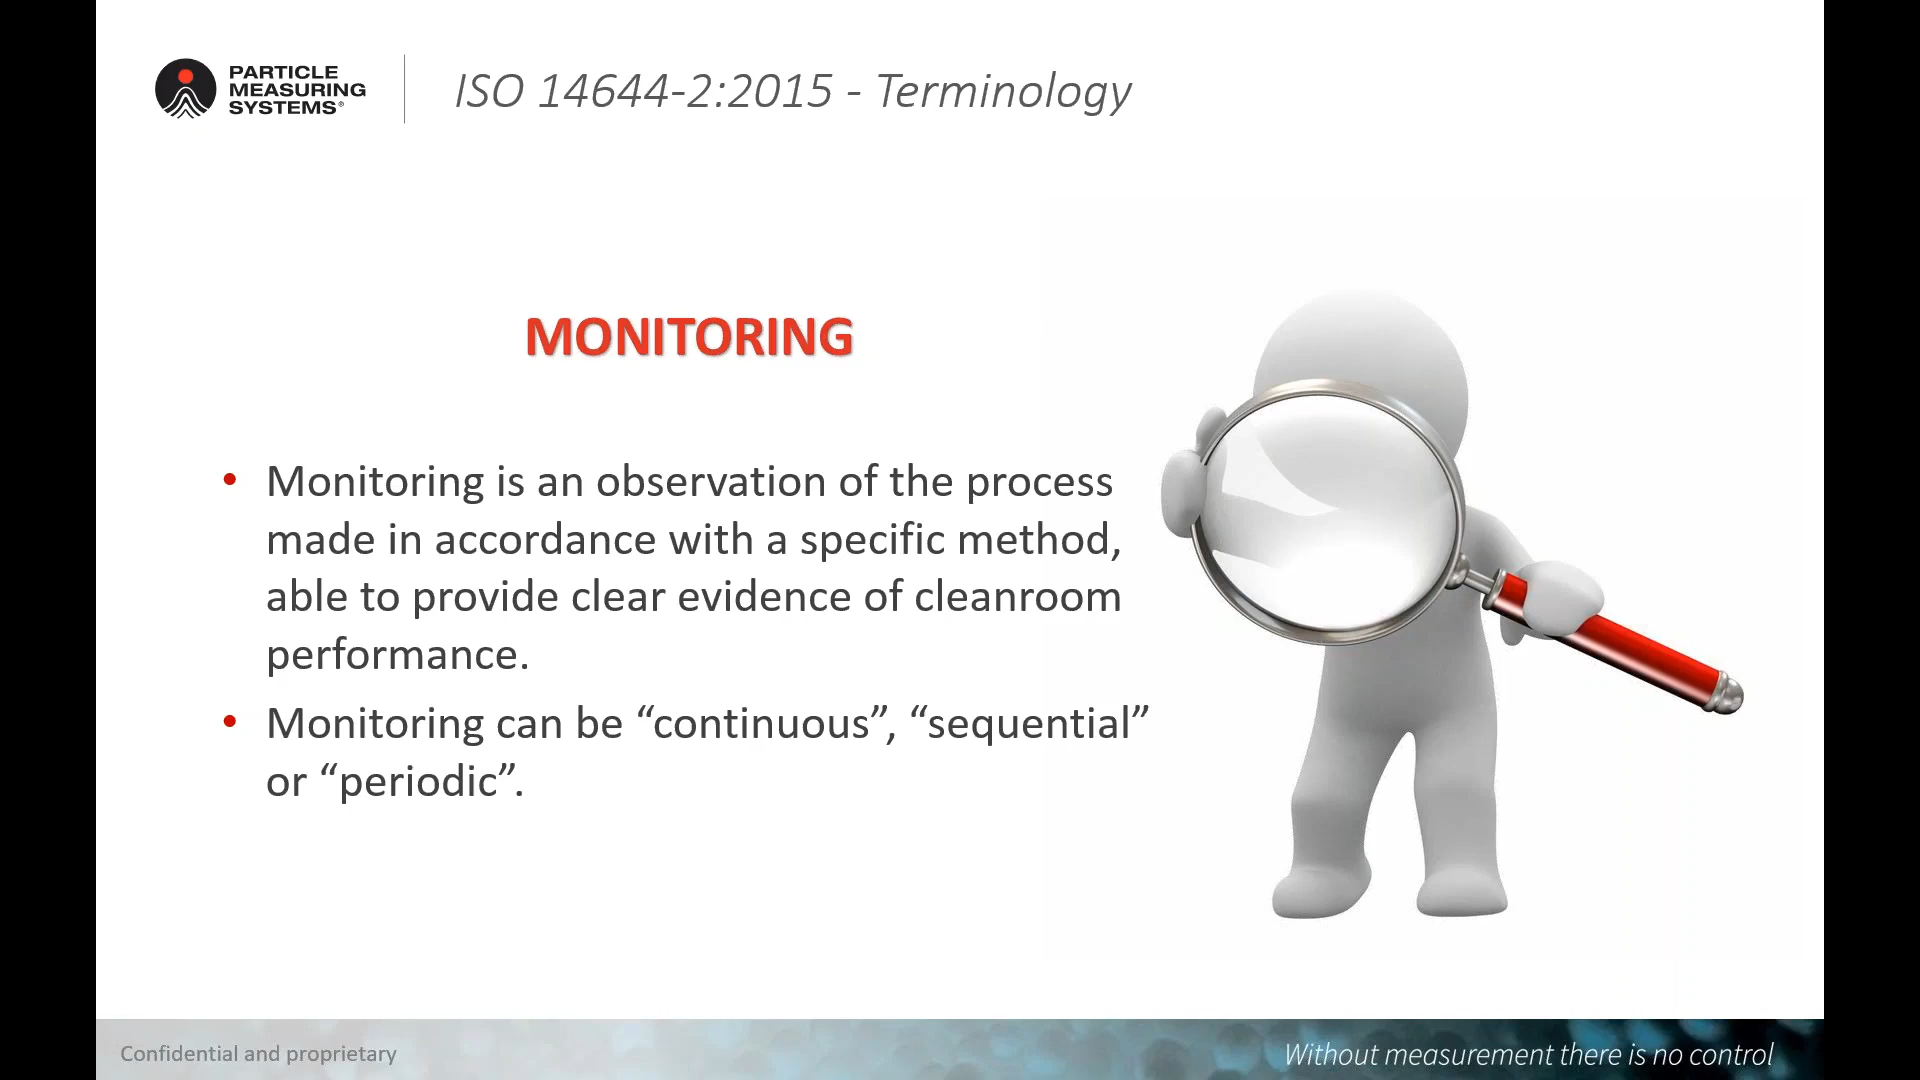 PARTICLE
MEASURING
SYSTEMS®
ISO 14644-2:2015 - Terminology
MONITORING
• Monitoring is an observation of the process
made in accordance with a specific method,
able to provide clear evidence of cleanroom
performance.
• Monitoring can be “continuous”, “sequential”
or “periodic”.
Confidential and proprietary
Without measurement there is no control